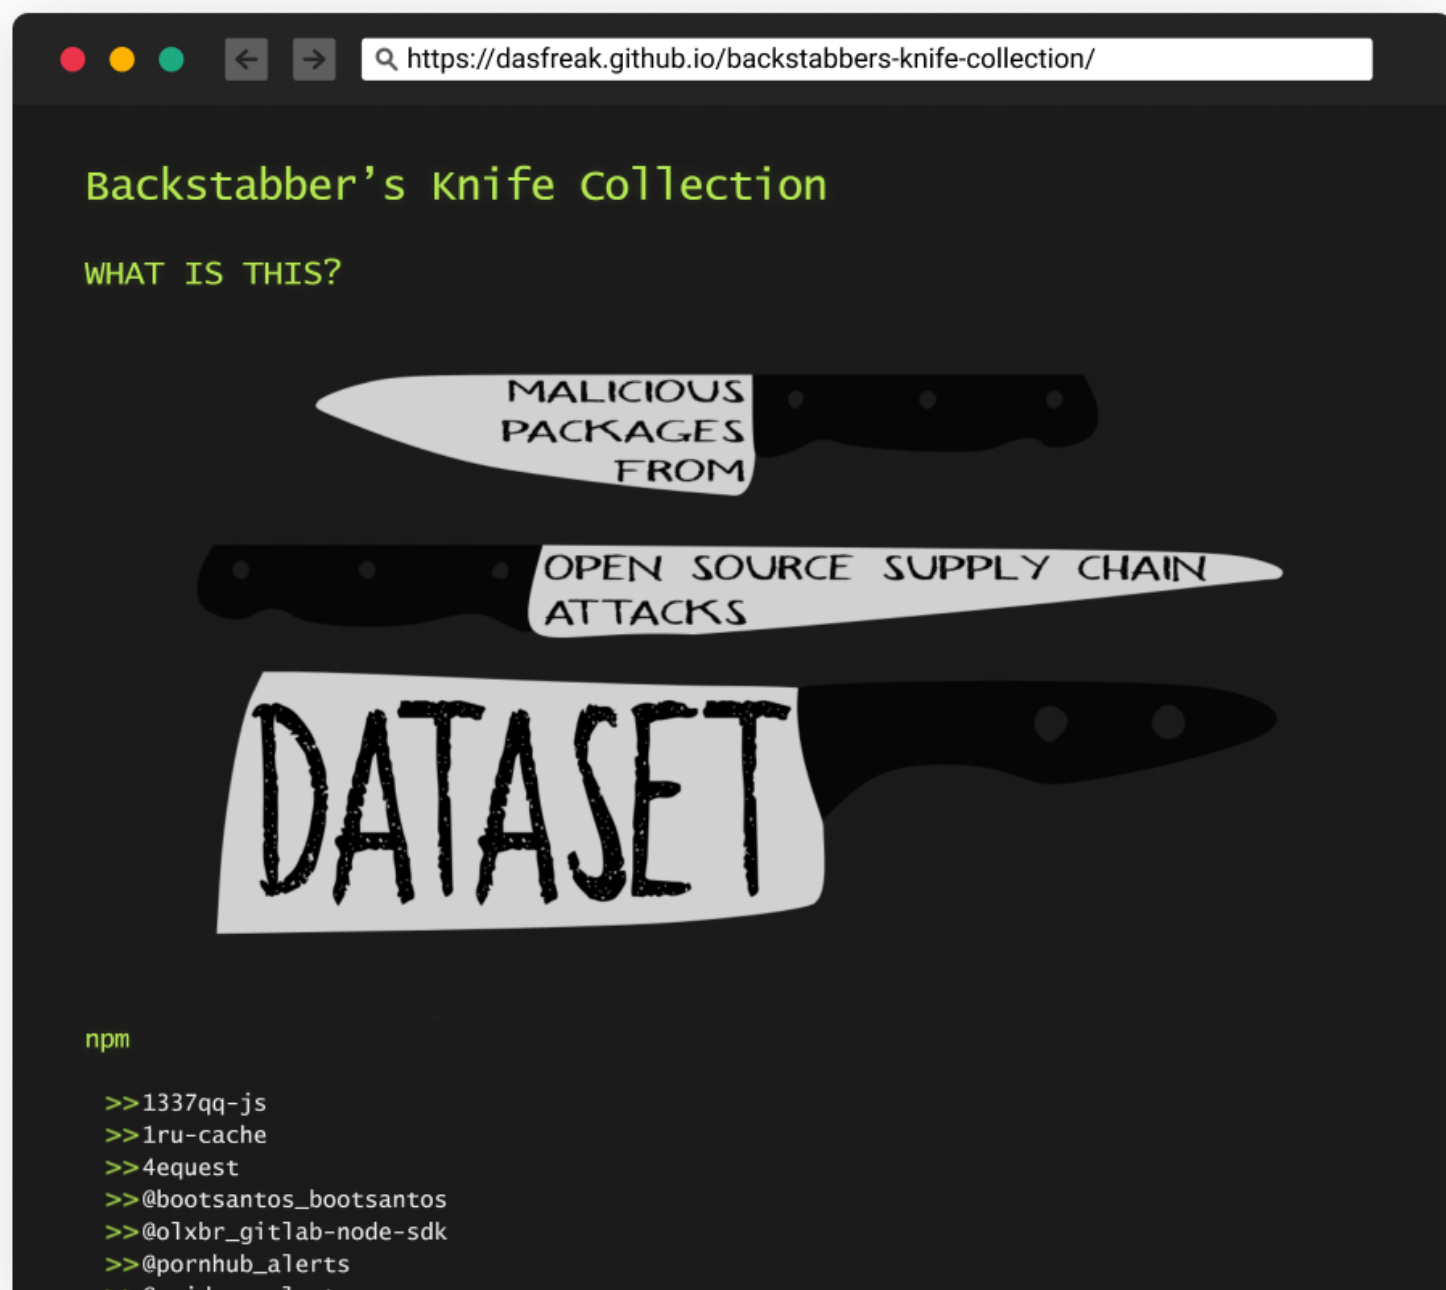 https://dasfreak.github.io/backstabbers-knife-collection/
Backstabber’s Knife Collection
WHAT IS THIS?
MALICIOUS
PACKAGES
FROM
OPEN SOURCE SUPPLY CHAIN
ATTACKS
DATASET
npm
>>1337qq-js
>>1ru-cache
>>4equest
>>@bootsantos_bootsantos
>>@olxbr_gitlab-node-sdk
>>@pornhub_alerts